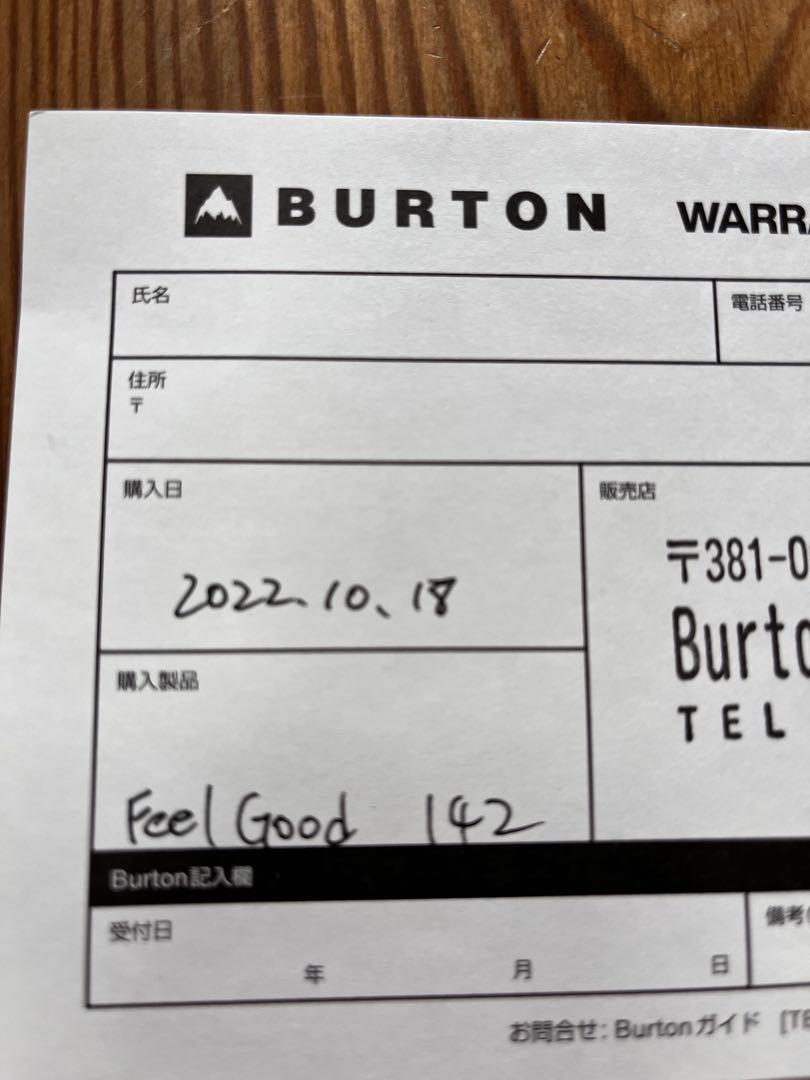 BURTON WARRA
氏名
電話番号
住所
〒
購入日
販売店
2022.10、18
〒381-0
Burto
TEL
購入製品
Feel Good 142
Burton記入欄
受付日
備考
年 月 日
お問合せ: Burtonガイド [TE